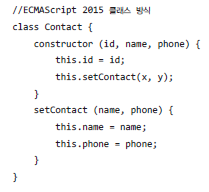 //ECMAScript 2015 클래스 방식
class Contact {
    constructor (id, name, phone) {
        this.id = id;
        this.setContact(x, y);
    }
    setContact (name, phone) {
        this.name = name;
        this.phone = phone;
    }
}